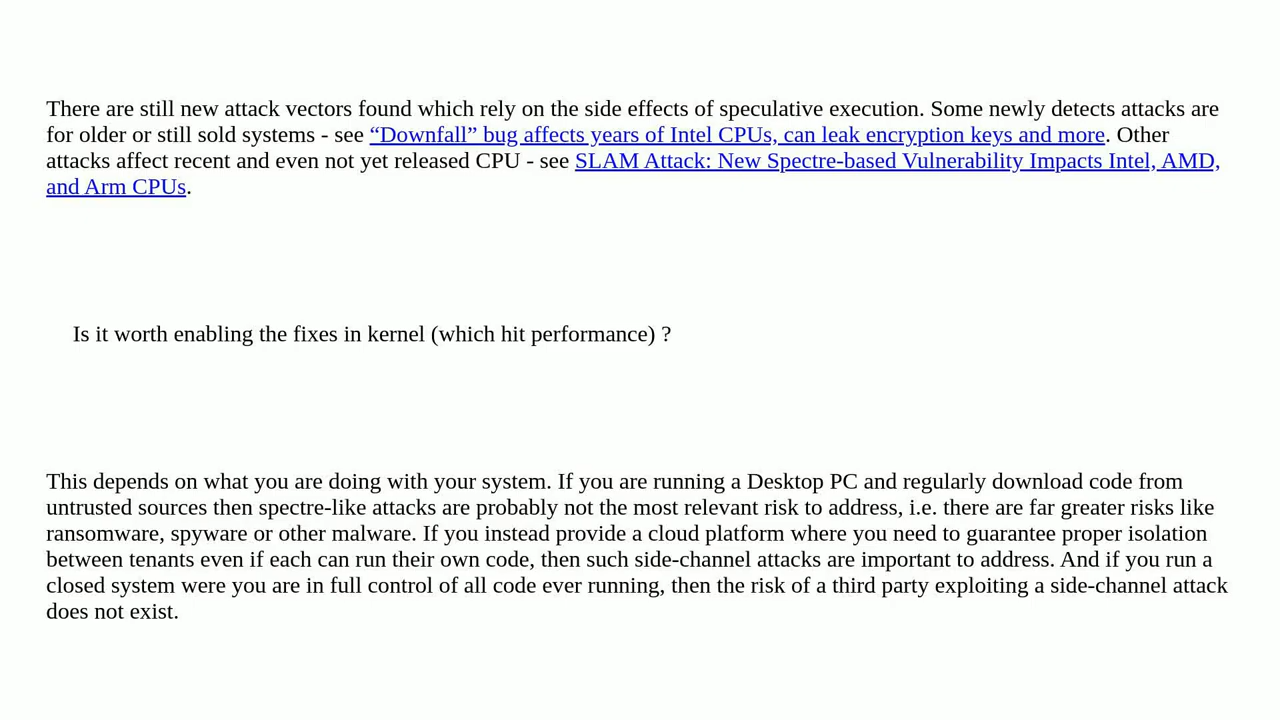 There are still new attack vectors found which rely on the side effects of speculative execution. Some newly detects attacks are
for older or still sold systems - see “Downfall” bug affects years of Intel CPUs, can leak encryption keys and more. Other
attacks affect recent and even not yet released CPU - see SLAM Attack: New Spectre-based Vulnerability Impacts Intel, AMD,
and Arm CPUs.
Is it worth enabling the fixes in kernel (which hit performance) ?
This depends on what you are doing with your system. If you are running a Desktop PC and regularly download code from
untrusted sources then spectre-like attacks are probably not the most relevant risk to address, i.e. there are far greater risks like
ransomware, spyware or other malware. If you instead provide a cloud platform where you need to guarantee proper isolation
between tenants even if each can run their own code, then such side-channel attacks are important to address. And if you run a
closed system were you are in full control of all code ever running, then the risk of a third party exploiting a side-channel attack
does not exist.